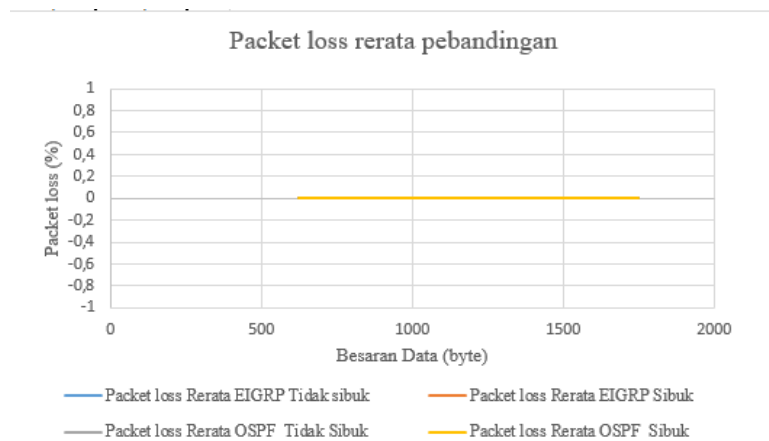 Packet loss rerata pebandingan
1
0,8
0,6
0,4
0,2
0
-0,2
-0,4
-0,6
-0,8
-1
Packet loss (%)
0 500 1000 1500 2000
Besaran Data (byte)
Packet loss Rerata EIGRP Tidak sibuk Packet loss Rerata EIGRP Sibuk
Packet loss Rerata OSPF Tidak Sibuk Packet loss Rerata OSPF Sibuk